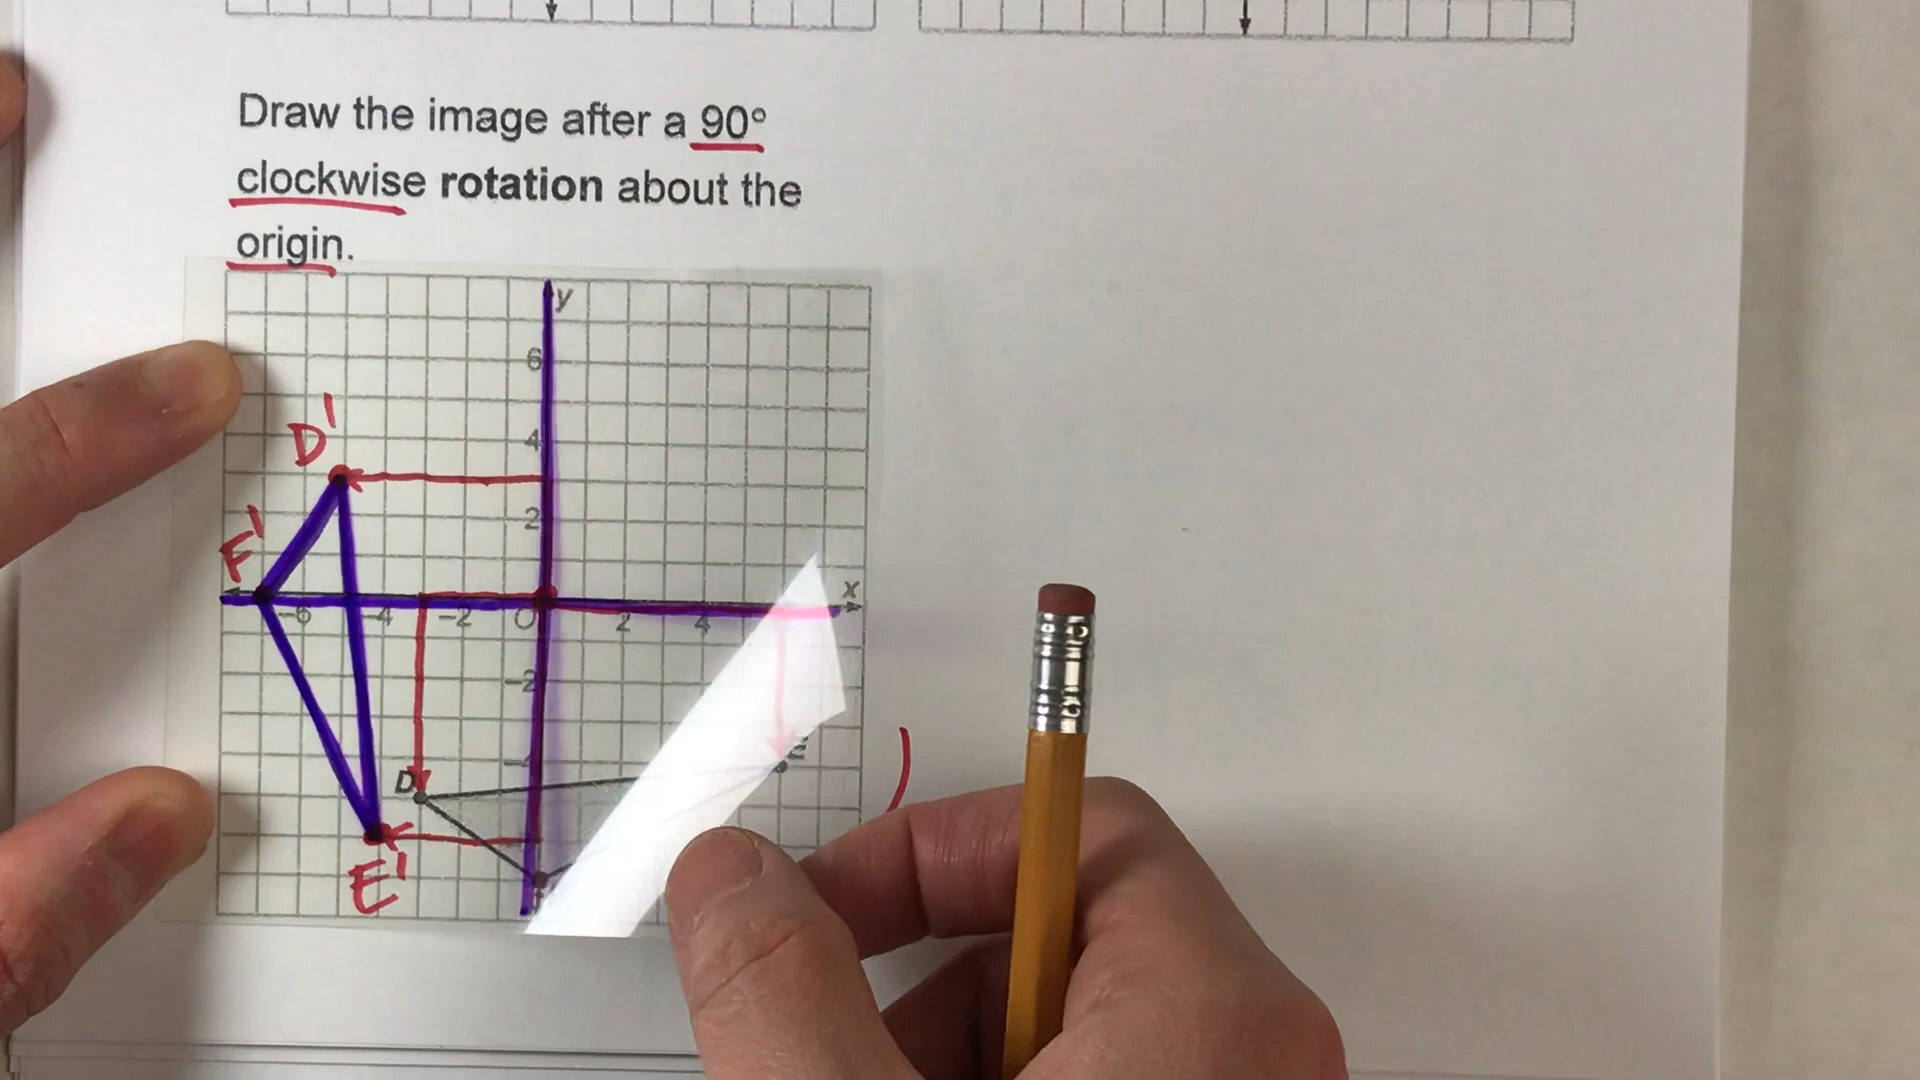 Draw the image after a 90°
clockwise rotation about the
origin.
y
6
D'
4
2
F'
x
-6 -4 -2 O 2 4
-2
E
D
E'